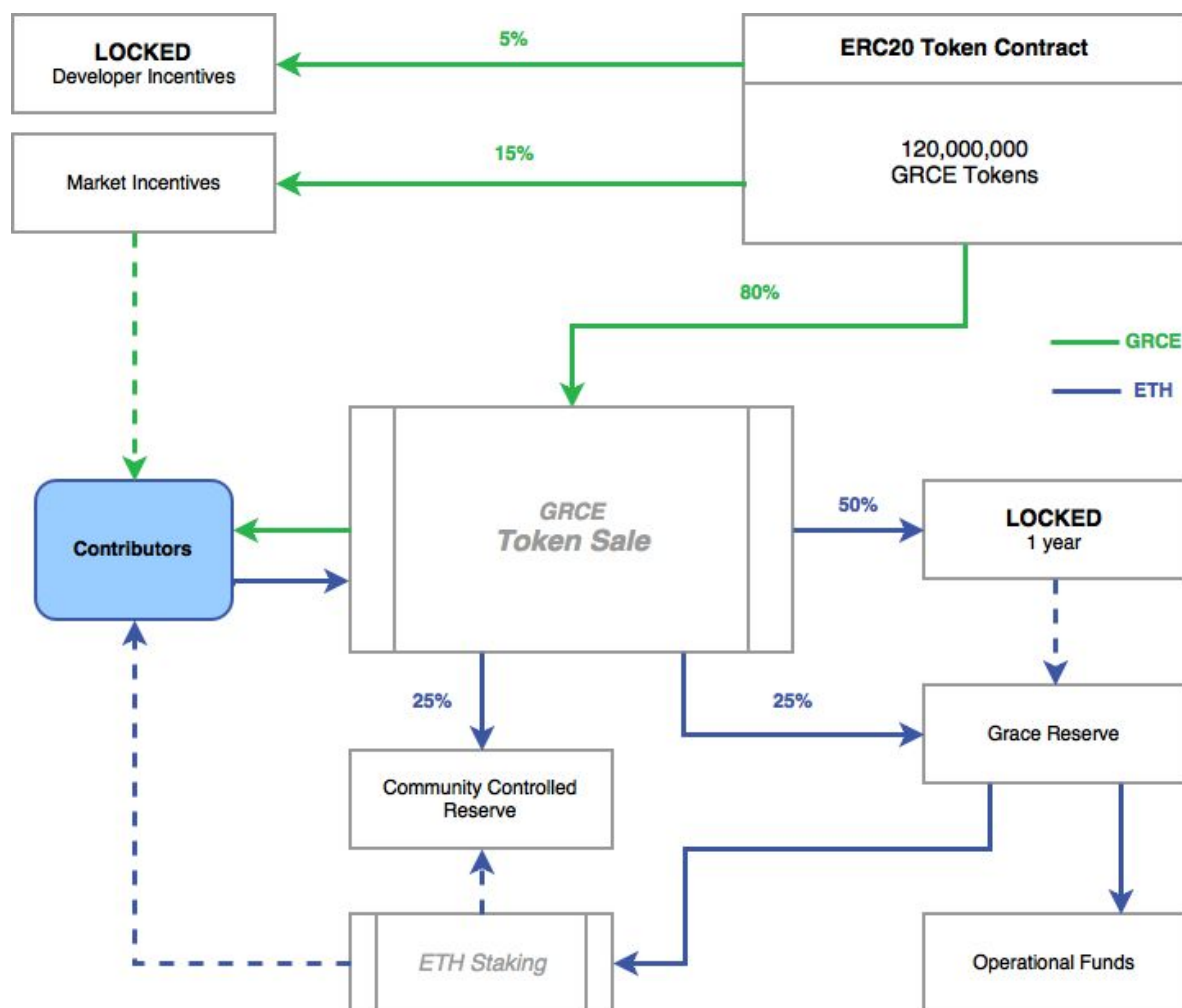 LOCKED
Developer Incentives
5%
ERC20 Token Contract
Market Incentives
15%
120,000,000
GRCE Tokens
80%
GRCE
ETH
GRCE
Token Sale
50%
LOCKED
1 year
Contributors
25%
25%
Grace Reserve
Community Controlled
Reserve
ETH Staking
Operational Funds